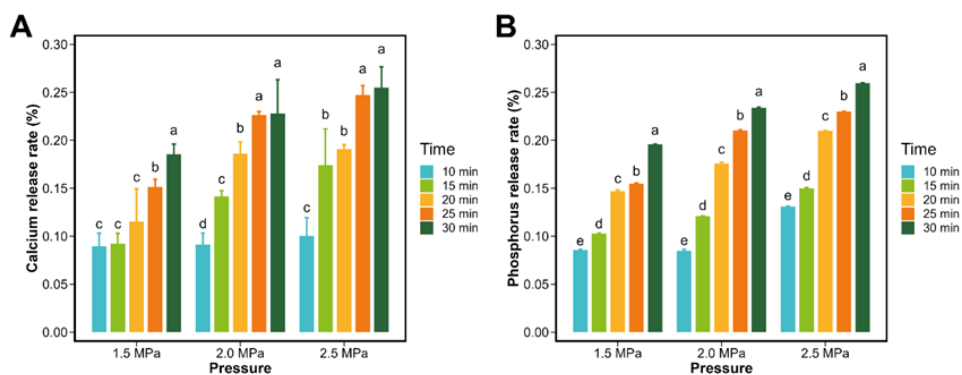 A
Calcium release rate (%)
0.30
0.25
0.20
0.15
0.10
0.05
0.00
c c c b a
d c b a a
c b b a a
1.5 MPa 2.0 MPa 2.5 MPa
Pressure
Time
10 min
15 min
20 min
25 min
30 min
B
Phosphorus release rate (%)
0.30
0.25
0.20
0.15
0.10
0.05
0.00
e d c b a
e d c b a
e d c b a
1.5 MPa 2.0 MPa 2.5 MPa
Pressure
Time
10 min
15 min
20 min
25 min
30 min